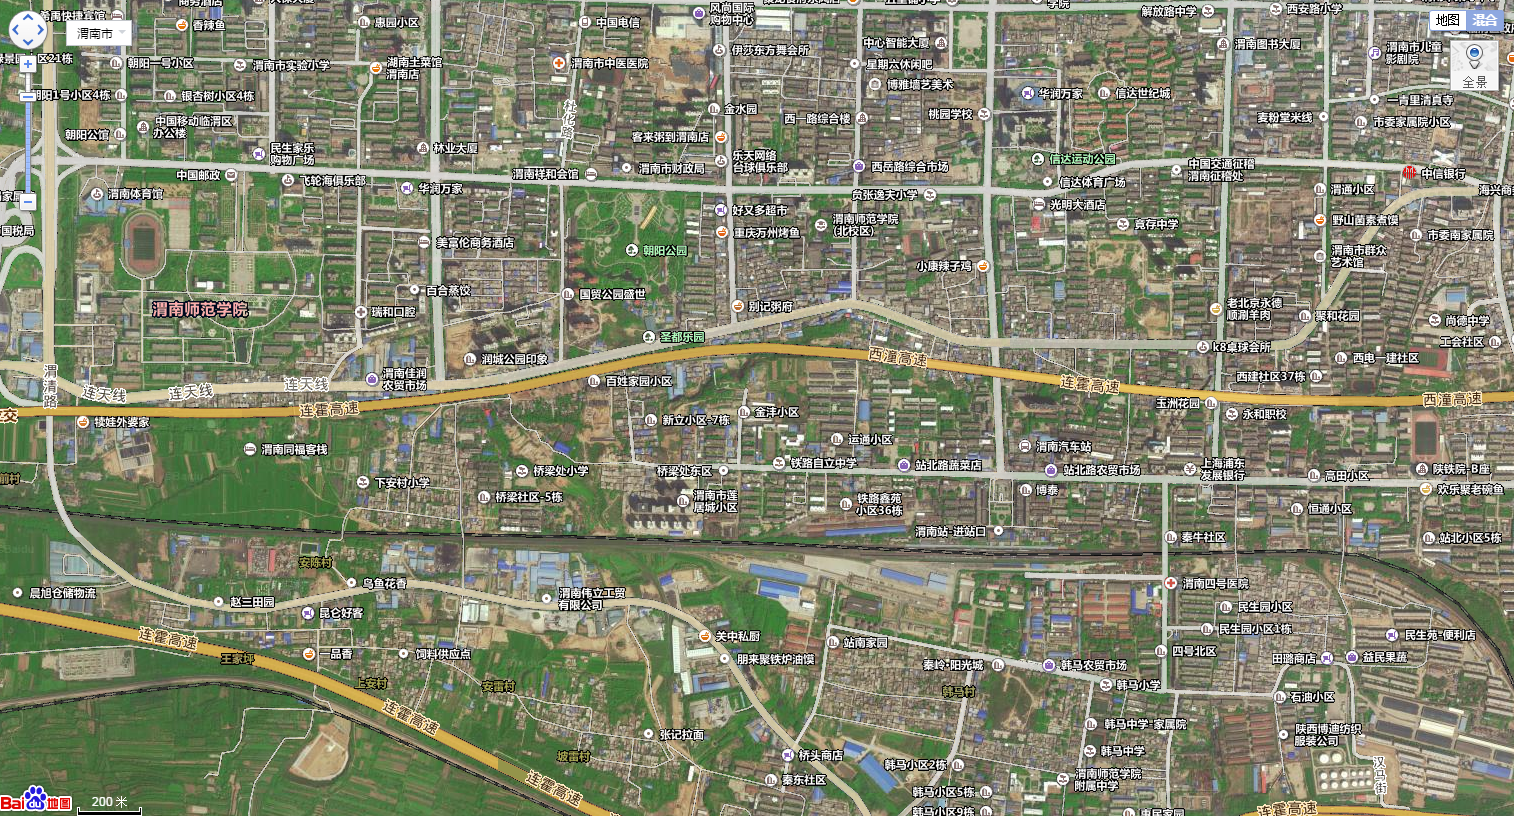 希禹快捷宾馆
香辣鱼
惠园小区
中国电信
风尚国际
购物中心
解放路中学
西安路小学
地图
混合
渭南市
伊莎东方舞会所
中心智能大厦
渭南图书大厦
渭南市儿童
影剧院
朝阳一号小区
渭南市实验小学
湖南土菜馆
渭南店
渭南市中医医院
星期六休闲吧
博雅墙艺美术
全景
朝阳1号小区4栋
银杏树小区4栋
华润万家
信达世纪城
一青里清真寺
杜化路
金水园
西一路综合楼
桃园学校
麦粉堂米线
市委家属院小区
朝阳公馆
中国移动临渭区
办公楼
客来粥到渭南店
民生家乐
购物广场
林业大厦
乐天网络
台球俱乐部
渭南市财政局
西岳路综合市场
信达运动公园
中国交通征稽
渭南征稽处
中信银行
中国邮政
飞轮海俱乐部
华润万家
渭南祥和会馆
信达体育广场
渭通小区
渭南体育馆
负张逸夫小学
光明大酒店
好又多超市
渭南师范学院
(北校区)
竟存中学
野山菌素煮馍
市委南家属院
国税局
重庆万州烤鱼
美富伦商务酒店
朝阳公园
渭南市群众
艺术馆
小康辣子鸡
百合蒸饺
国贸公园盛世
渭南师范学院
瑞和口腔
别记粥府
老北京永德
顺涮羊肉
聚和花园
尚德中学
圣都乐园
工会社区
k8桌球会所
润城公园印象
西潼高速
西电一建社区
渭清路
渭南佳润
农贸市场
连天线
连天线
连天线
百姓家园小区
连霍高速
西建社区37栋
连霍高速
玉洲花园
永和职校
西潼高速
犊娃外婆家
新立小区-7栋
金沣小区
渭南同福客栈
运通小区
渭南汽车站
桥梁处小学
桥梁处东区
铁路自立中学
站北路蔬菜店
站北路农贸市场
上海浦东
发展银行
高田小区
陕铁院-B座
下安村小学
桥梁社区-5栋
渭南市莲
居城小区
铁路鑫苑
小区36栋
博泰
欢乐聚老碗鱼
恒通小区
渭南站-进站口
秦牛社区
站北小区5栋
安陈村
乌鱼花香
渭南四号医院
晨旭仓储物流
赵三田园
渭南伟立工贸
有限公司
昆仑好客
民生园小区
民生园小区1栋
连霍高速
关中私厨
站南家园
民生苑-便利店
王家坪
一品香
饲料供应点
朋来聚铁炉油馍
秦岭·阳光城
韩马农贸市场
四号北区
田璐商店
益民果蔬
上安村
安雷村
韩马村
韩马小学
石油小区
连霍高速
张记拉面
韩马中学-家属院
陕西博迪纺织
服装公司
坡雷村
桥头商店
韩马小区2栋
韩马中学
汉马街
连霍高速
秦东社区
渭南师范学院
附属中学
韩马小区5栋
Bai du 地图
200 米
韩马小区9栋
连霍高速